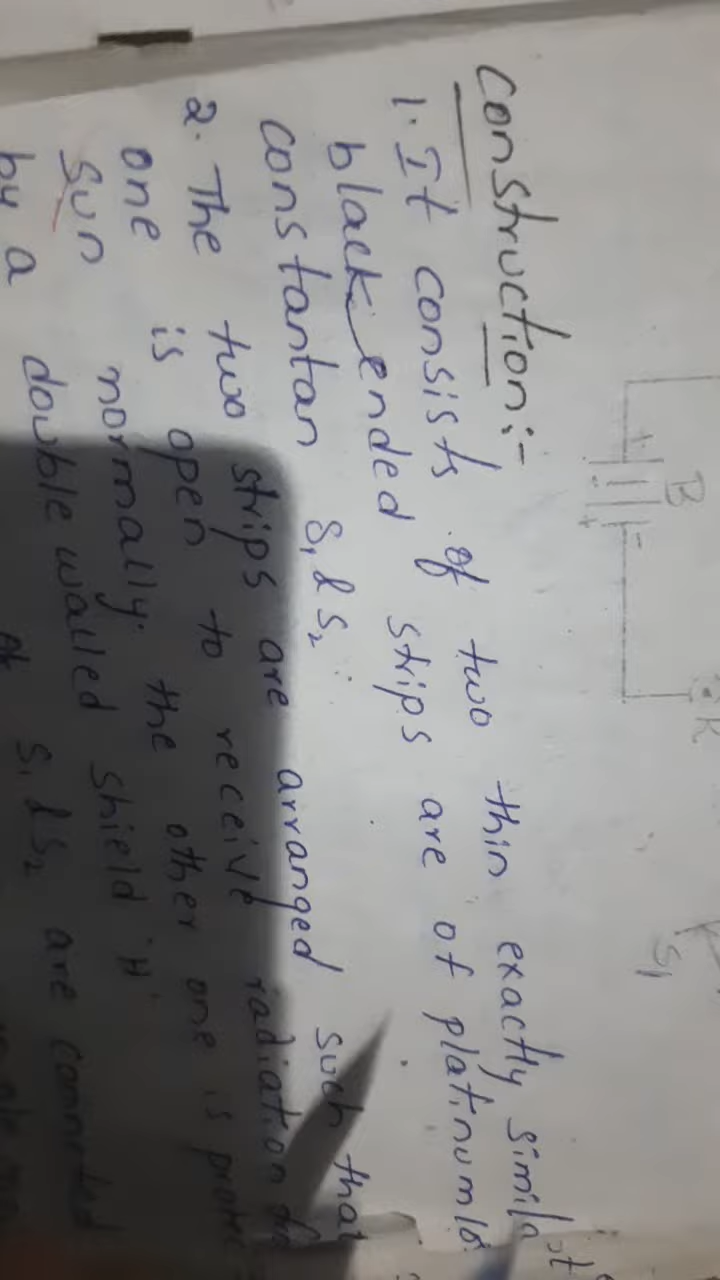 B
+ -
+
K
S₁
Construction:-
1. It consists of two thin exactly
black ended strips are of platinum
constantan S₁ & S₂
2. The two strips are arranged such that
one is open to receive radiation
sun normally. the other one is
by a double walled shield 'H'
S₁ & S₂ are